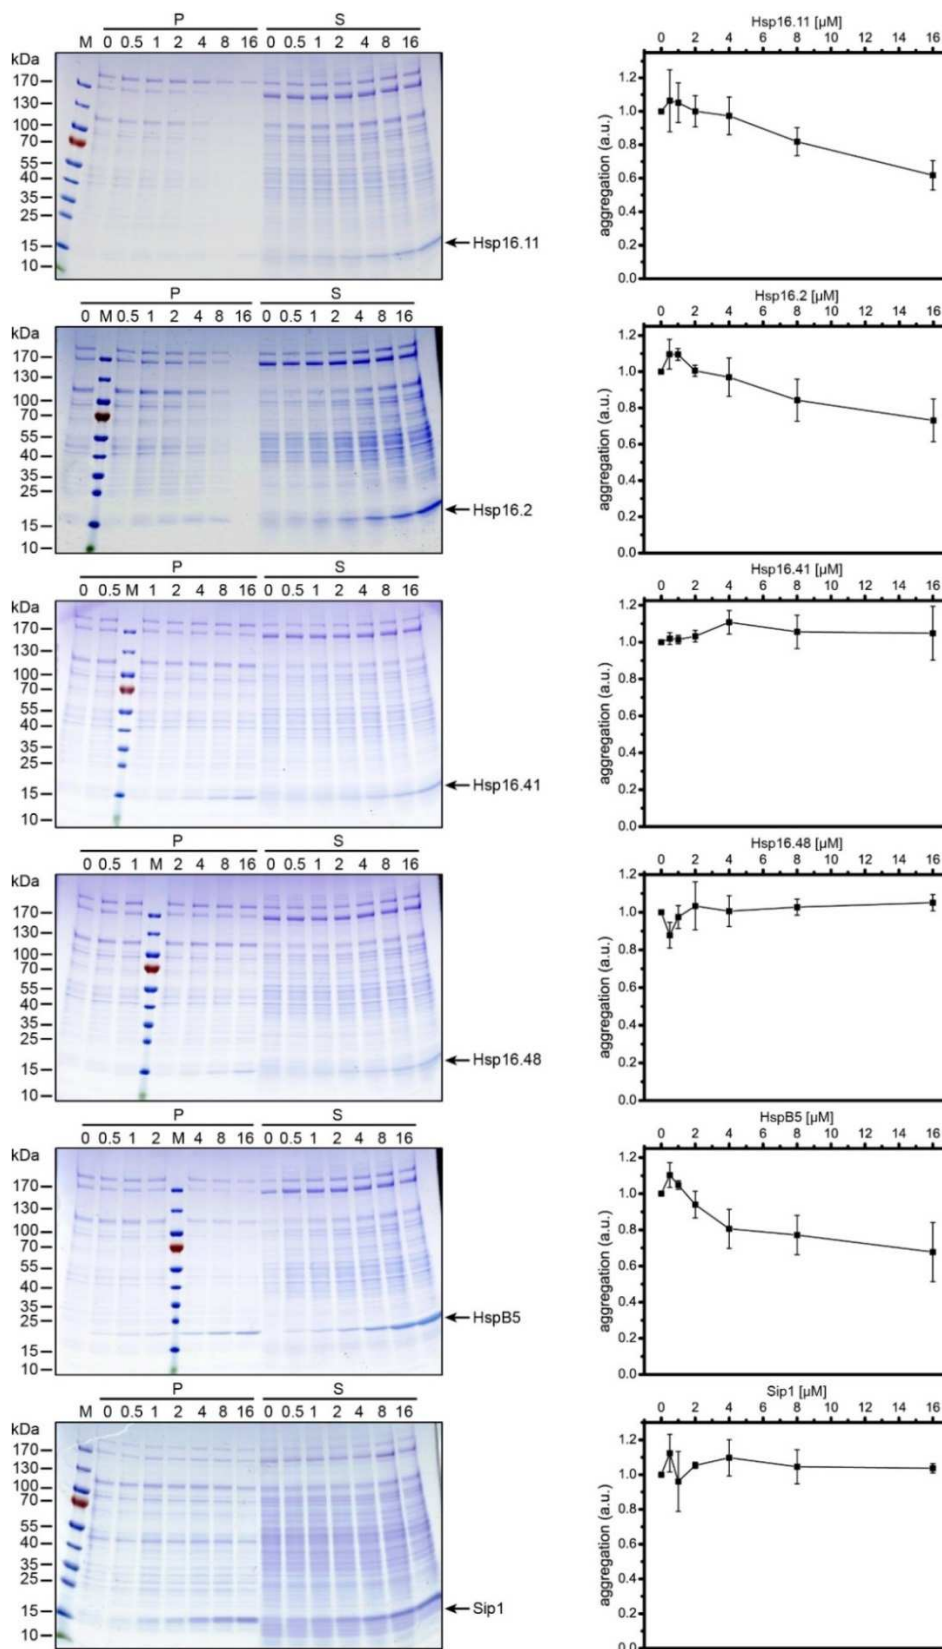 P S
M 0 0.5 1 2 4 8 16 0 0.5 1 2 4 8 16
kDa
170
130
100
70
55
40
35
25
15
10
Hsp16.11
Hsp16.11 [µM]
0 2 4 6 8 10 12 14 16
aggregation (a.u.)
1.2
1.0
0.8
0.6
0.4
0.2
0.0
P S
0 M 0.5 1 2 4 8 16 0 0.5 1 2 4 8 16
kDa
170
130
100
70
55
40
35
25
15
10
Hsp16.2
Hsp16.2 [µM]
0 2 4 6 8 10 12 14 16
aggregation (a.u.)
1.2
1.0
0.8
0.6
0.4
0.2
0.0
P S
0 0.5 M 1 2 4 8 16 0 0.5 1 2 4 8 16
kDa
170
130
100
70
55
40
35
25
15
10
Hsp16.41
Hsp16.41 [µM]
0 2 4 6 8 10 12 14 16
aggregation (a.u.)
1.2
1.0
0.8
0.6
0.4
0.2
0.0
P S
0 0.5 1 M 2 4 8 16 0 0.5 1 2 4 8 16
kDa
170
130
100
70
55
40
35
25
15
10
Hsp16.48
Hsp16.48 [µM]
0 2 4 6 8 10 12 14 16
aggregation (a.u.)
1.2
1.0
0.8
0.6
0.4
0.2
0.0
P S
0 0.5 1 2 M 4 8 16 0 0.5 1 2 4 8 16
kDa
170
130
100
70
55
40
35
25
15
10
HspB5
HspB5 [µM]
0 2 4 6 8 10 12 14 16
aggregation (a.u.)
1.2
1.0
0.8
0.6
0.4
0.2
0.0
P S
M 0 0.5 1 2 4 8 16 0 0.5 1 2 4 8 16
kDa
170
130
100
70
55
40
35
25
15
10
Sip1
Sip1 [µM]
0 2 4 6 8 10 12 14 16
aggregation (a.u.)
1.2
1.0
0.8
0.6
0.4
0.2
0.0